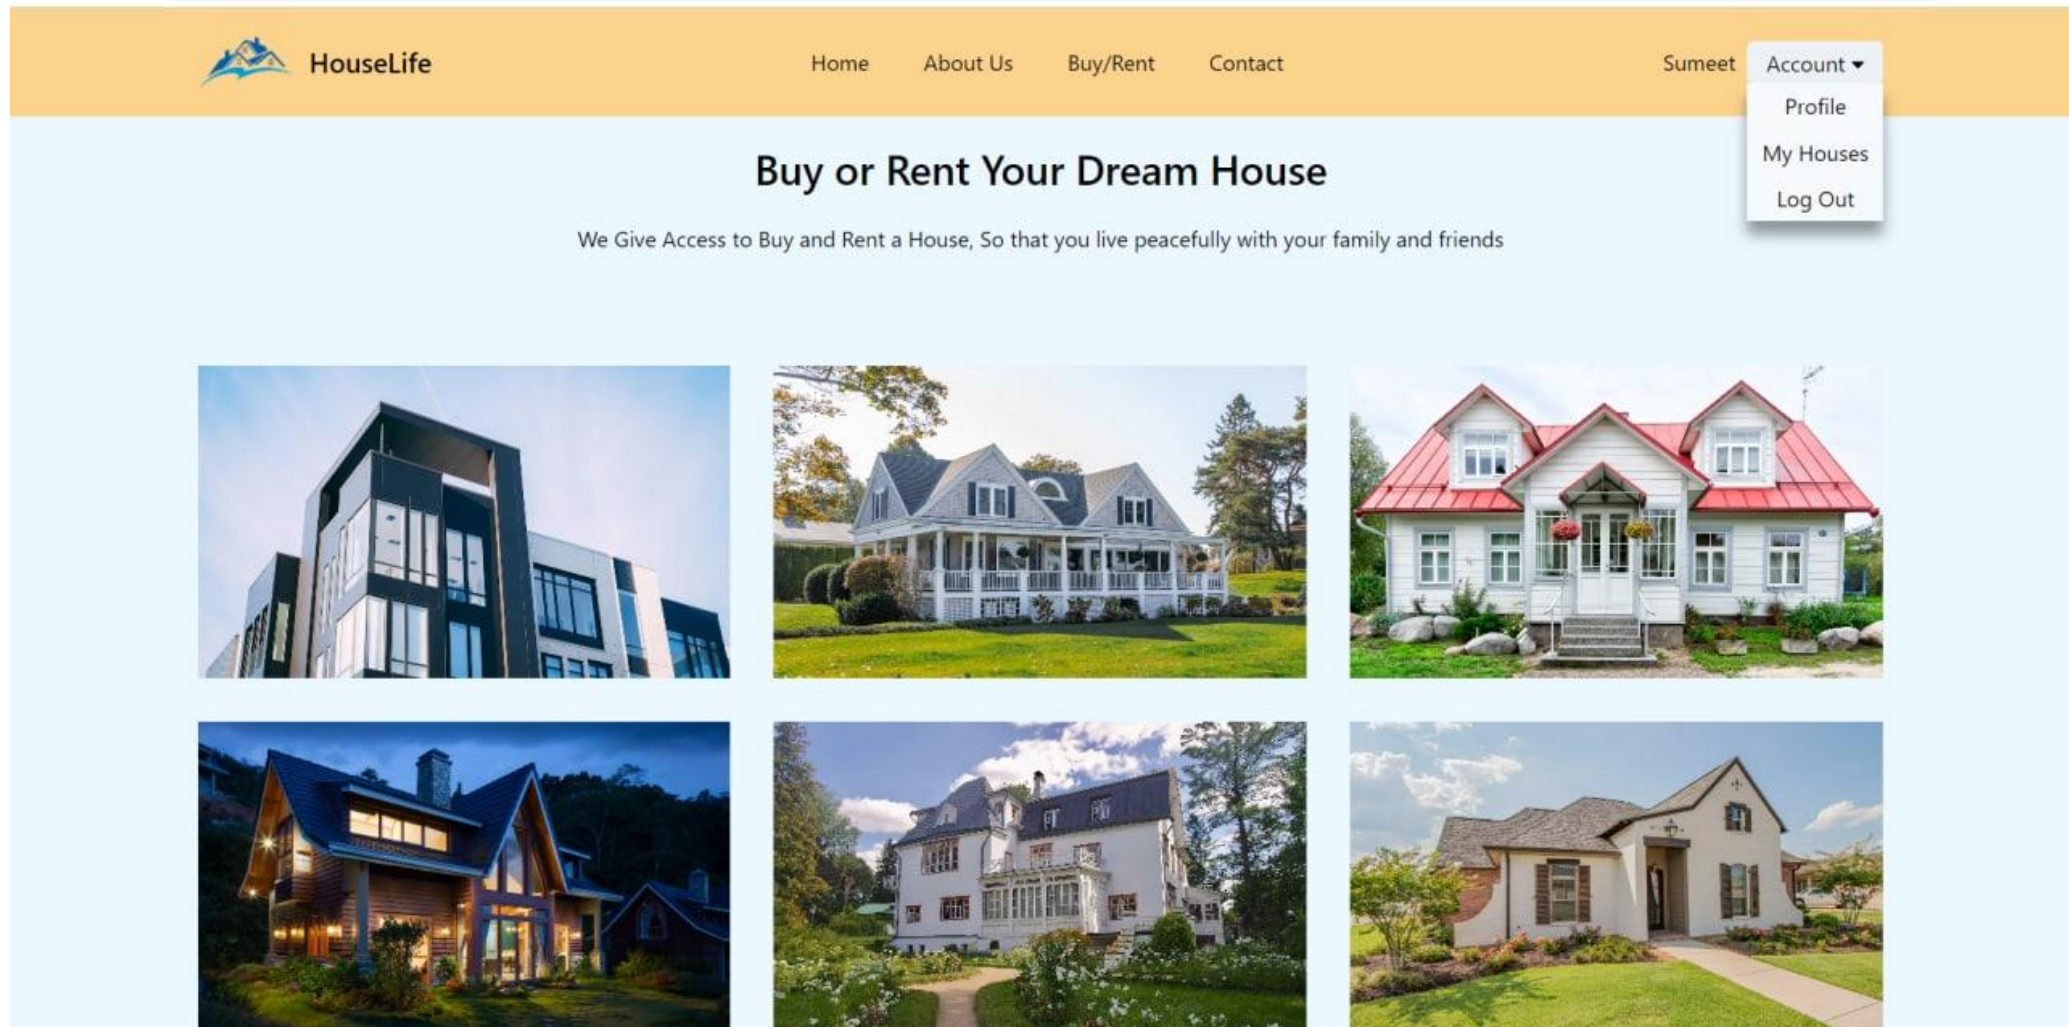 HouseLife
Home About Us Buy/Rent Contact
Sumeet Account
Profile
My Houses
Log Out
Buy or Rent Your Dream House
We Give Access to Buy and Rent a House, So that you live peacefully with your family and friends